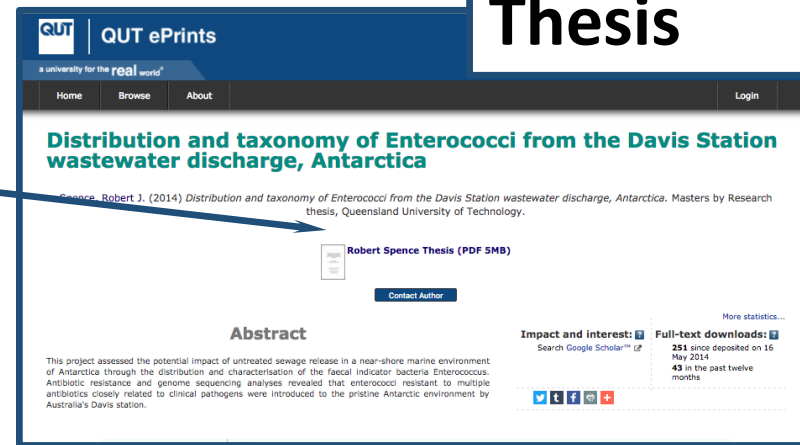 Thesis
QUT QUT ePrints
a university for the real world®
Home Browse About Login
Distribution and taxonomy of Enterococci from the Davis Station
wastewater discharge, Antarctica
Spence, Robert J. (2014) Distribution and taxonomy of Enterococci from the Davis Station wastewater discharge, Antarctica. Masters by Research
thesis, Queensland University of Technology.
Robert Spence Thesis (PDF 5MB)
Contact Author
Abstract
This project assessed the potential impact of untreated sewage release in a near-shore marine environment
of Antarctica through the distribution and characterisation of the faecal indicator bacteria Enterococcus.
Antibiotic resistance and genome sequencing analyses revealed that enterococci resistant to multiple
antibiotics closely related to clinical pathogens were introduced to the pristine Antarctic environment by
Australia's Davis station.
More statistics...
Impact and interest: ?
Search Google Scholar™
Full-text downloads: ?
251 since deposited on 16
May 2014
43 in the past twelve
months